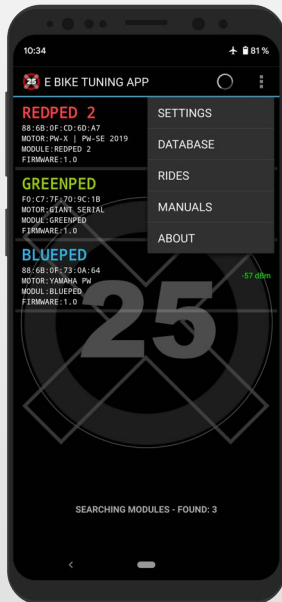 10:34
81%
25
E BIKE TUNING APP
REDPED 2
88:6B:0F:CD:6D:A7
MOTOR:PW-X | PW-SE 2019
MODULE:REDPED 2
FIRMWARE:1.0
GREENPED
F0:C7:7F:70:9C:1B
MOTOR:GIANT SERIAL
MODUL:GREENPED
FIRMWARE:1.0
BLUEPED
88:6B:0F:73:0A:64
MOTOR:YAMAHA PW
MODUL:BLUEPED
FIRMWARE:1.0
SETTINGS
DATABASE
RIDES
MANUALS
ABOUT
-57 dBm
25
SEARCHING MODULES - FOUND: 3